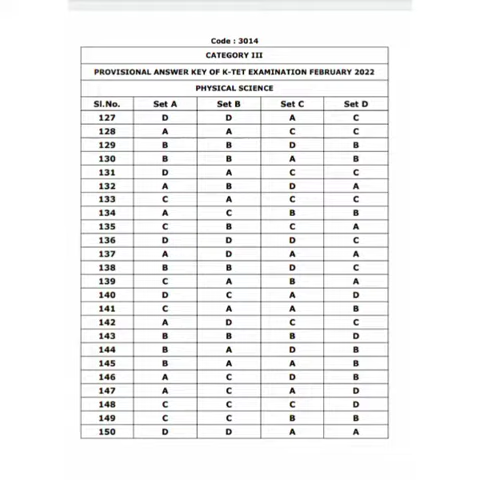 Code : 3014
CATEGORY III
PROVISIONAL ANSWER KEY OF K-TET EXAMINATION FEBRUARY 2022
PHYSICAL SCIENCE
Sl.No. Set A Set B Set C Set D
127 D D A C
128 A A C C
129 B B D B
130 B B A B
131 D A C C
132 A B D A
133 C A C C
134 A C B B
135 C B C A
136 D D D C
137 A D A A
138 B B D C
139 C A B A
140 D C A D
141 C A A B
142 A D C C
143 B B B D
144 B A D B
145 B A A B
146 A C D B
147 A C A D
148 C C C D
149 C C B B
150 D D A A